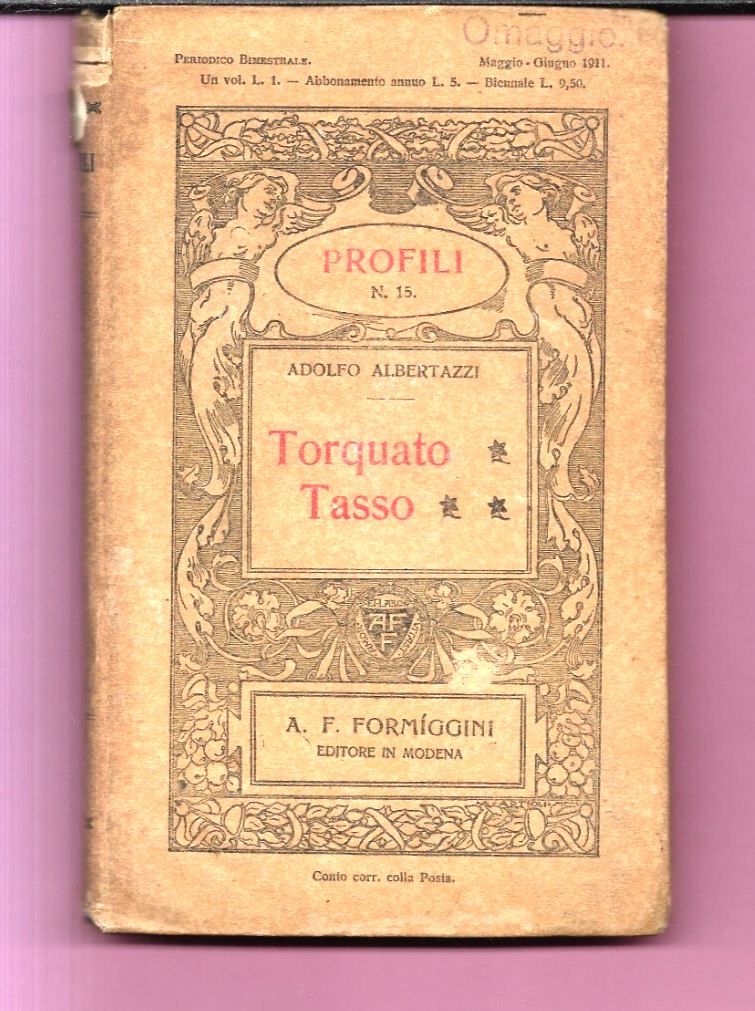 Omaggio.
PERIODICO BIMESTRALE. Maggio - Giugno 1911.
Un vol. L. 1. — Abbonamento annuo L. 5. — Biennale L. 9,50.
PROFILI
N. 15.
ADOLFO ALBERTAZZI
Torquato
Tasso
AF
F
A. F. FORMÍGGINI
EDITORE IN MODENA
Conto corr. colla Posta.